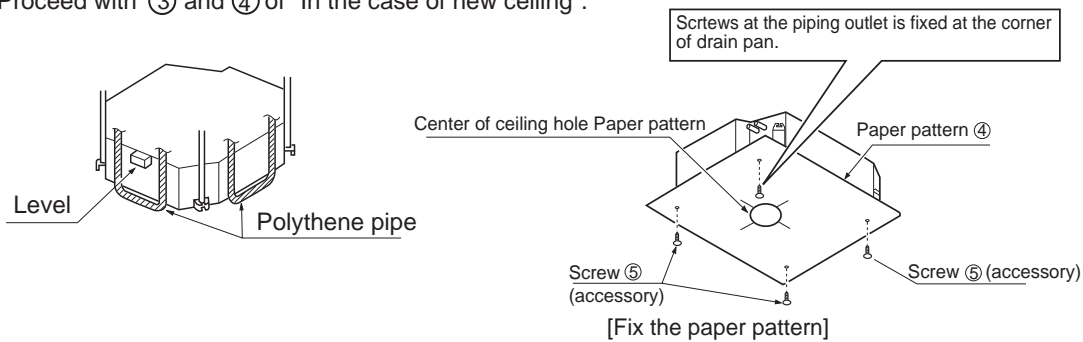 Proceed with ③ and ④ of "In the case of new ceiling".
Scrtews at the piping outlet is fixed at the corner
of drain pan.
Center of ceiling hole Paper pattern
Paper pattern ④
Level
Polythene pipe
Screw ⑤
(accessory)
Screw ⑤ (accessory)
[Fix the paper pattern]